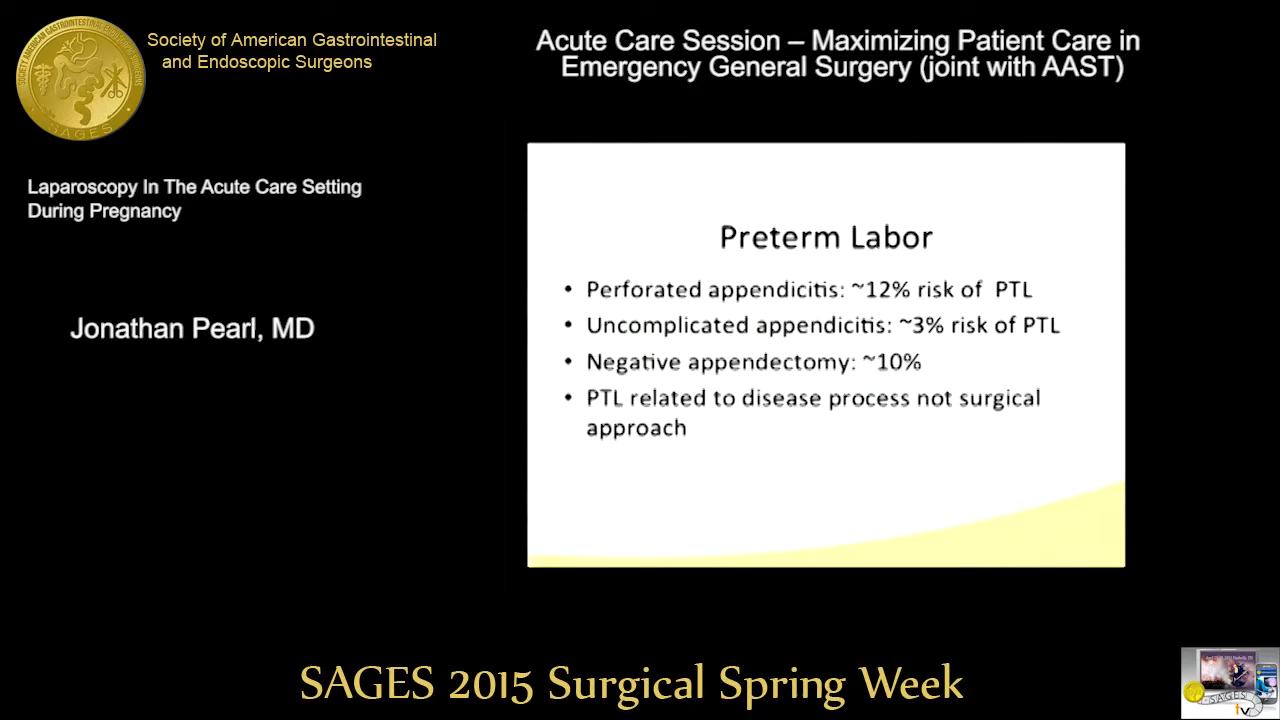 Society of American Gastrointestinal
and Endoscopic Surgeons
Acute Care Session – Maximizing Patient Care in
Emergency General Surgery (joint with AAST)
SAGES
Laparoscopy In The Acute Care Setting
During Pregnancy
Jonathan Pearl, MD
Preterm Labor
• Perforated appendicitis: ~12% risk of PTL
• Uncomplicated appendicitis: ~3% risk of PTL
• Negative appendectomy: ~10%
• PTL related to disease process not surgical
approach
SAGES 2015 Surgical Spring Week
SAGES
tv